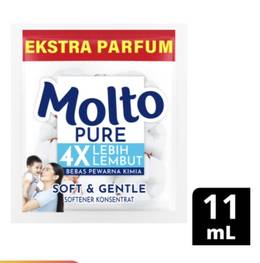 EKSTRA PARFUM
Molto
PURE
4X LEBIH LEMBUT
BEBAS PEWARNA KIMIA
SOFT & GENTLE
SOFTENER KONSENTRAT
11
mL